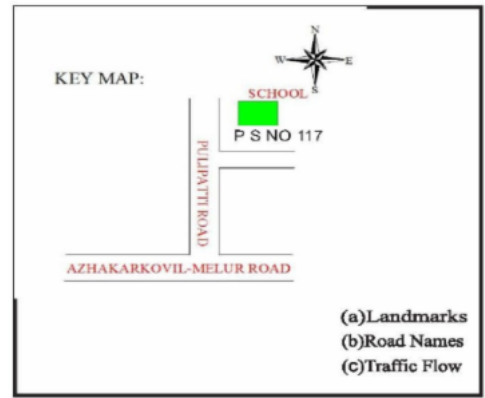 N
W
E
S
KEY MAP:
SCHOOL
P S NO 117
PULIPATTI ROAD
AZHAKARKOVIL-MELUR ROAD
(a)Landmarks
(b)Road Names
(c)Traffic Flow